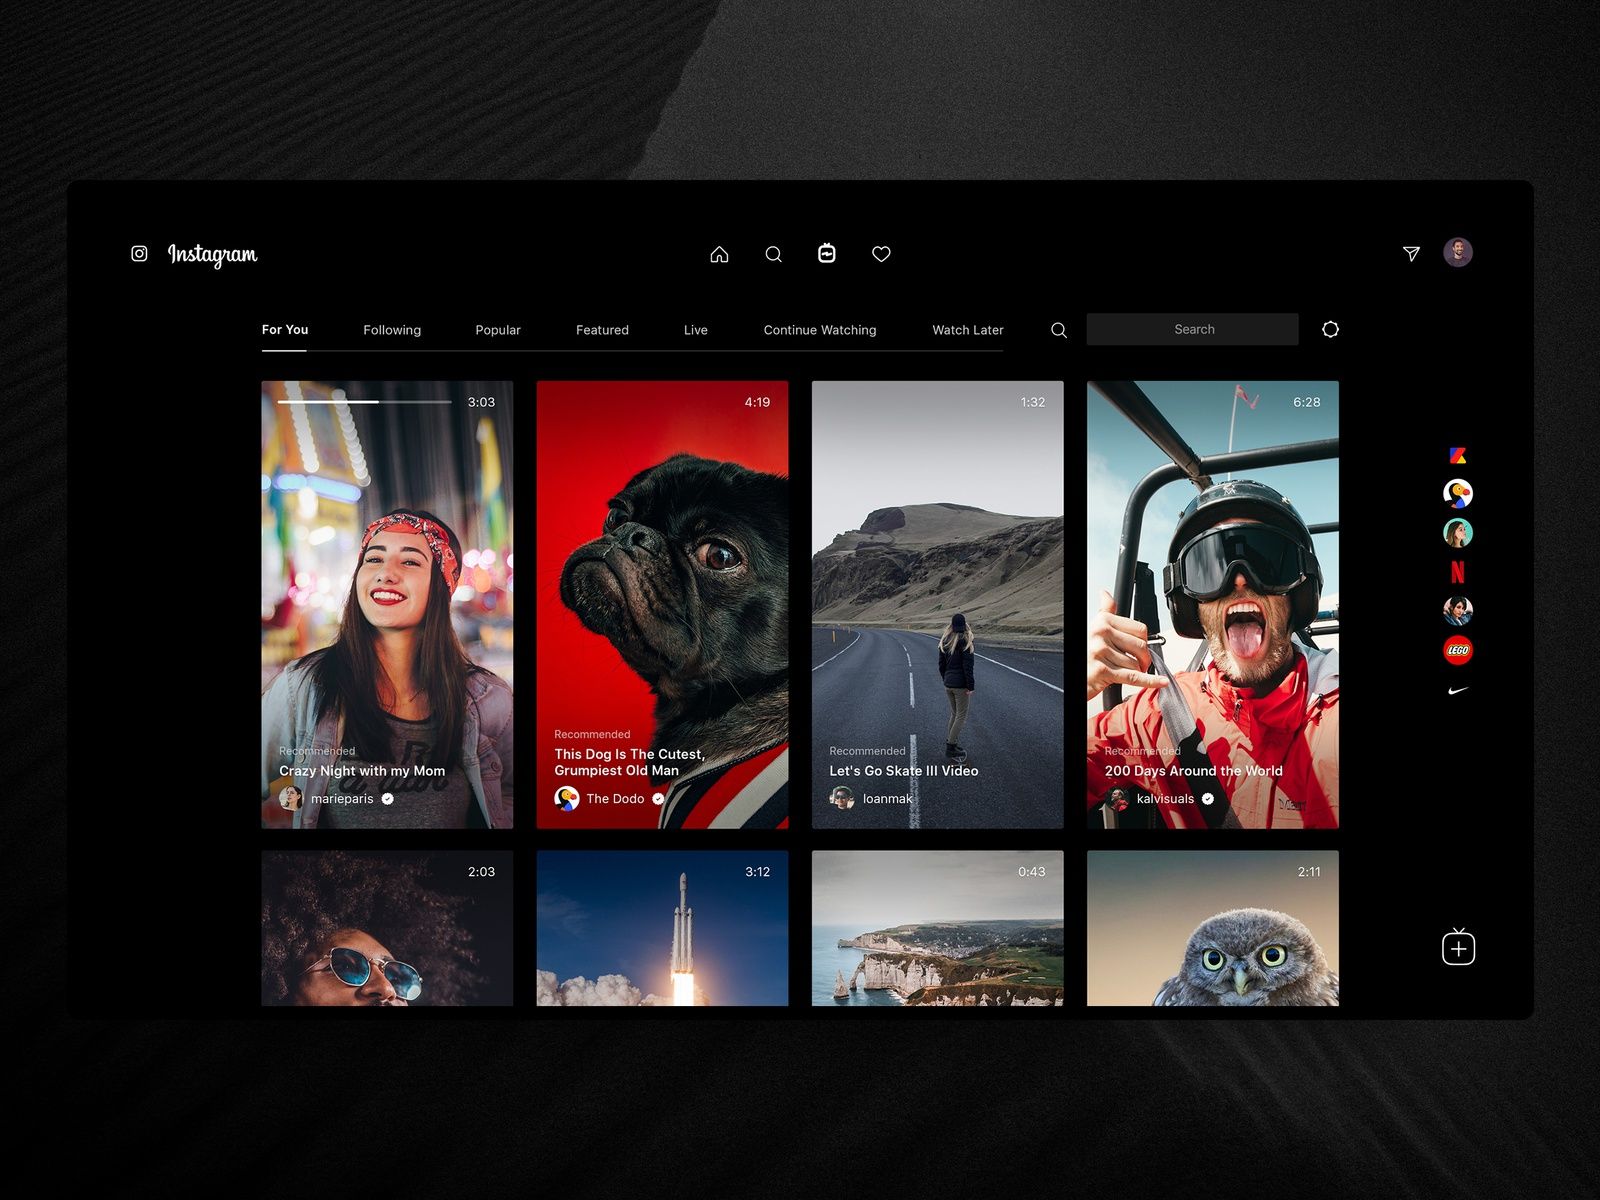 Instagram
For You
Following
Popular
Featured
Live
Continue Watching
Watch Later
Search
3:03
Recommended
Crazy Night with my Mom
marieparis
4:19
Recommended
This Dog Is The Cutest,
Grumpiest Old Man
The Dodo
1:32
Recommended
Let's Go Skate III Video
loanmak
6:28
Recommended
200 Days Around the World
kalvisuals
N
LEGO
2:03
3:12
0:43
2:11